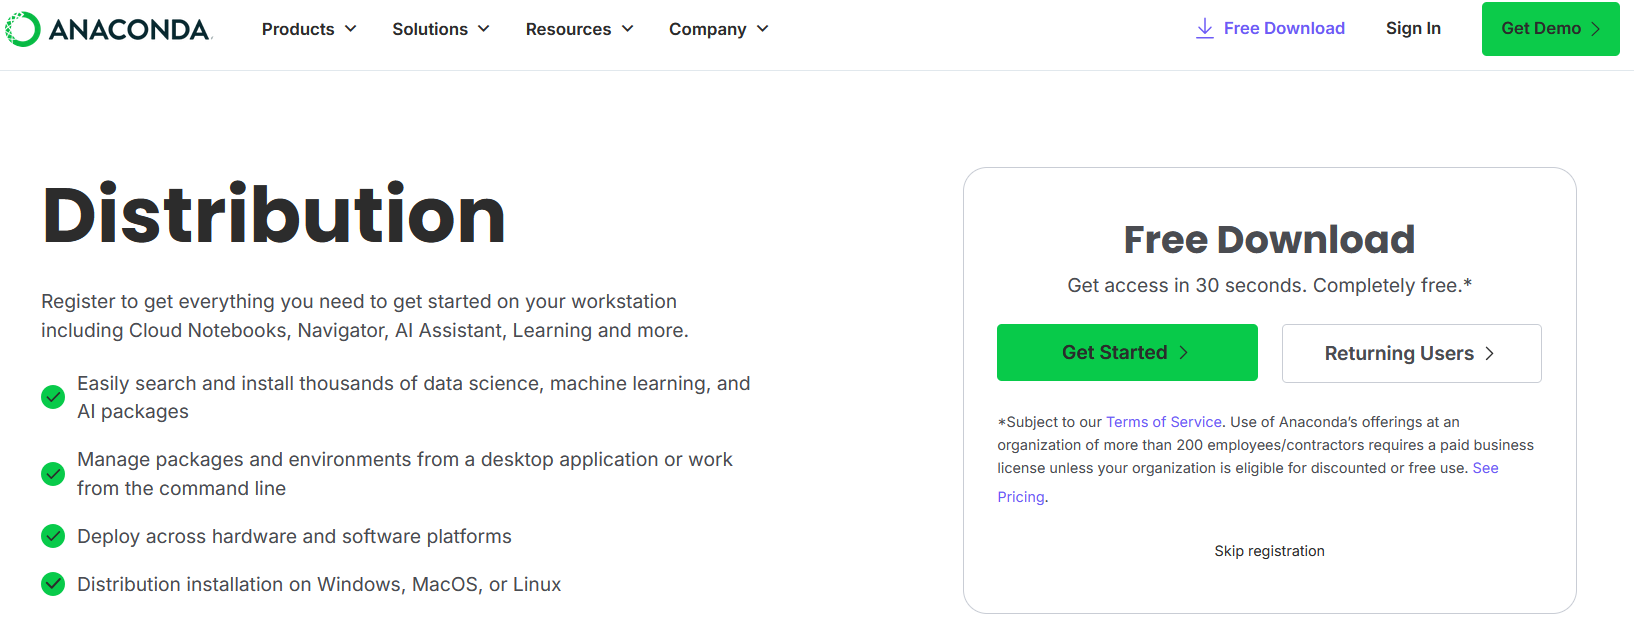 ANACONDA.
Products
Solutions
Resources
Company
Free Download
Sign In
Get Demo
Distribution
Register to get everything you need to get started on your workstation
including Cloud Notebooks, Navigator, AI Assistant, Learning and more.
Easily search and install thousands of data science, machine learning, and
AI packages
Manage packages and environments from a desktop application or work
from the command line
Deploy across hardware and software platforms
Distribution installation on Windows, MacOS, or Linux
Free Download
Get access in 30 seconds. Completely free.*
Get Started
Returning Users
*Subject to our Terms of Service. Use of Anaconda’s offerings at an
organization of more than 200 employees/contractors requires a paid business
license unless your organization is eligible for discounted or free use. See
Pricing.
Skip registration